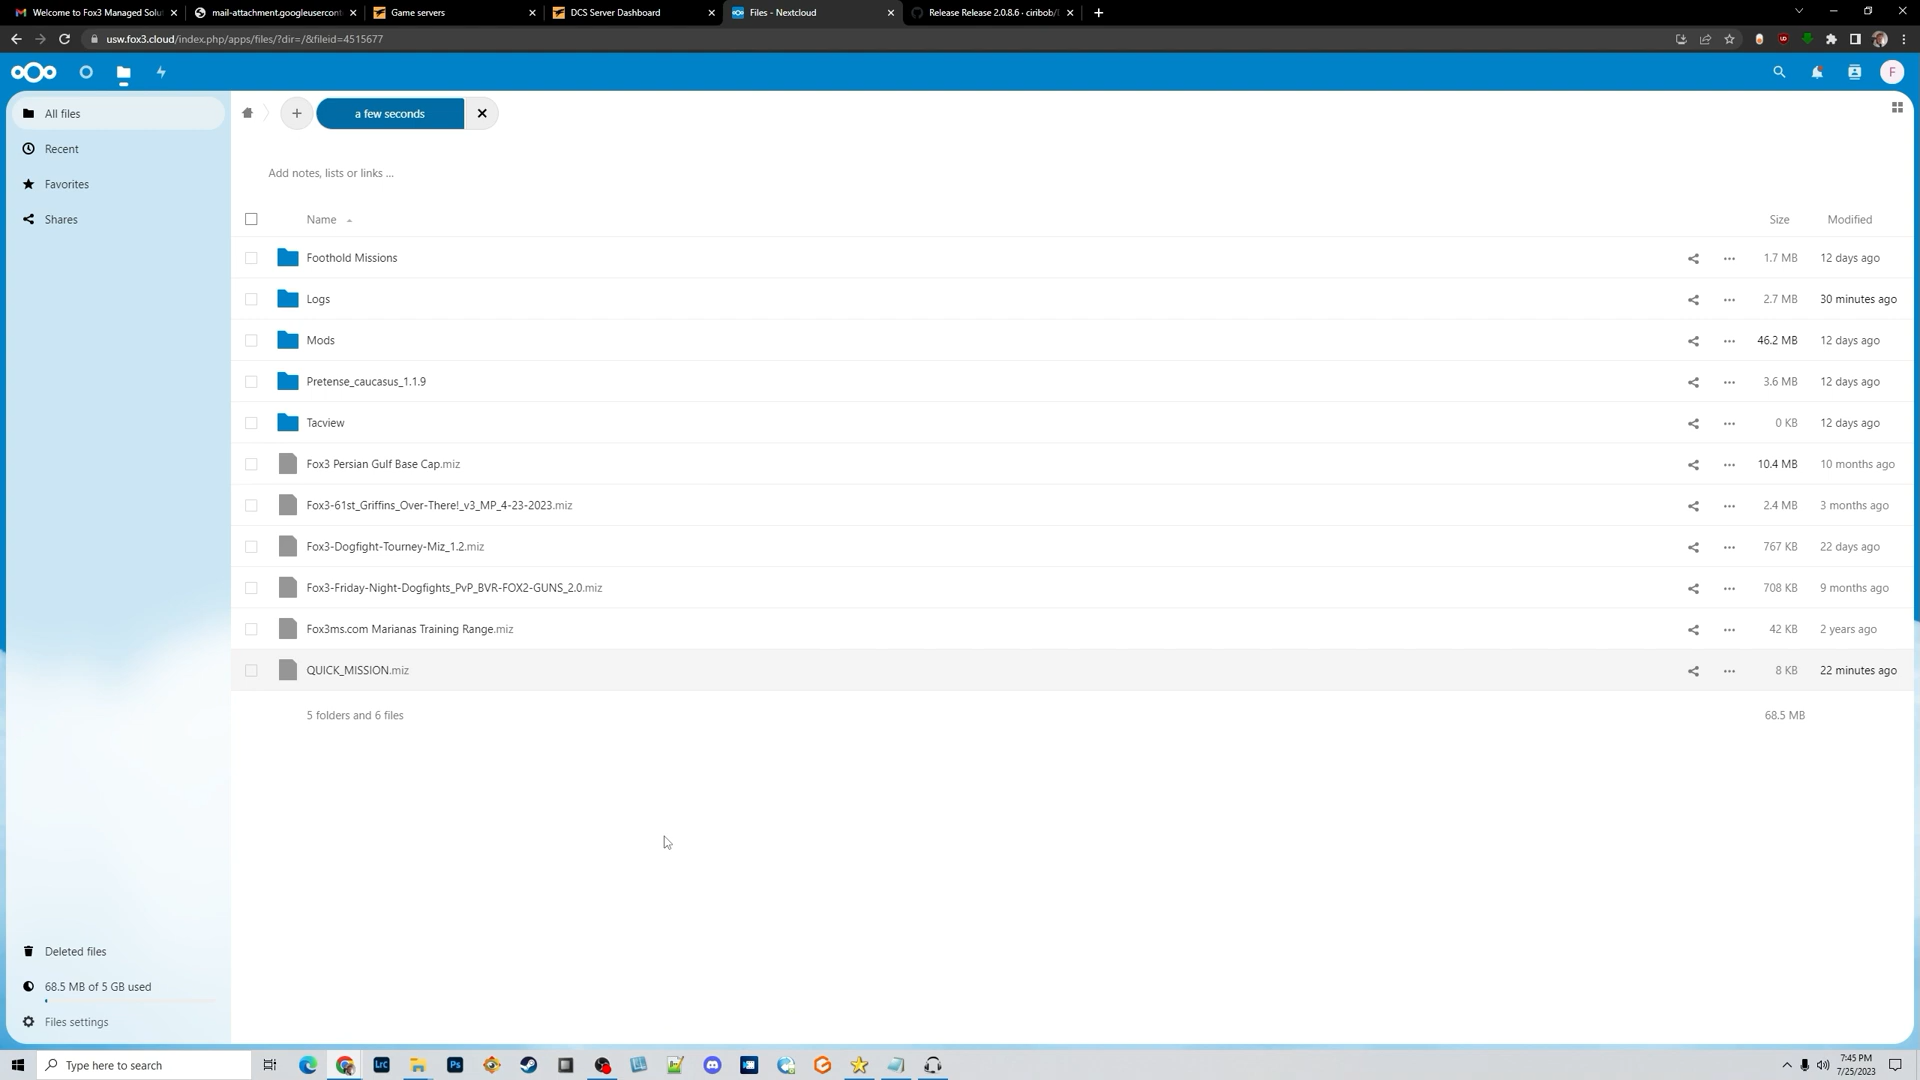 Welcome to Fox3 Managed Solu
mail-attachment.googleusercont
Game servers
DCS Server Dashboard
Files - Nextcloud
Release Release 2.0.8.6 · ciribob/
usw.fox3.cloud/index.php/apps/files/?dir=/&fileid=4515677
F
All files
Recent
Favorites
Shares
a few seconds
Add notes, lists or links ...
Name Size Modified
Foothold Missions 1.7 MB 12 days ago
Logs 2.7 MB 30 minutes ago
Mods 46.2 MB 12 days ago
Pretense_caucasus_1.1.9 3.6 MB 12 days ago
Tacview 0 KB 12 days ago
Fox3 Persian Gulf Base Cap.miz 10.4 MB 10 months ago
Fox3-61st_Griffins_Over-There!_v3_MP_4-23-2023.miz 2.4 MB 3 months ago
Fox3-Dogfight-Tourney-Miz_1.2.miz 767 KB 22 days ago
Fox3-Friday-Night-Dogfights_PvP_BVR-FOX2-GUNS_2.0.miz 708 KB 9 months ago
Fox3ms.com Marianas Training Range.miz 42 KB 2 years ago
QUICK_MISSION.miz 8 KB 22 minutes ago
5 folders and 6 files 68.5 MB
Deleted files
68.5 MB of 5 GB used
Files settings
Type here to search
LrC
Ps
7:45 PM
7/25/2023